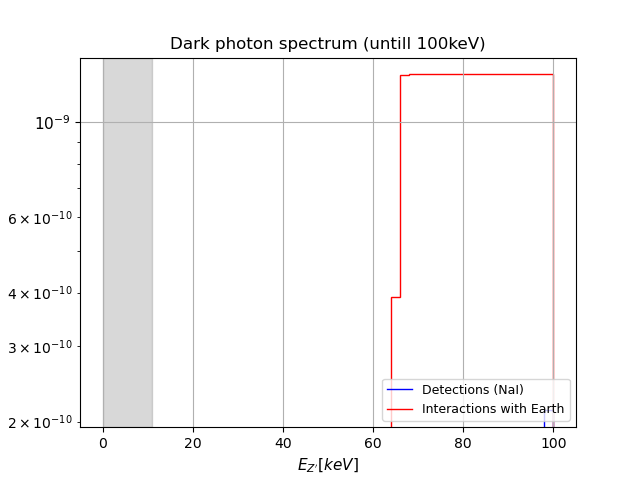 Dark photon spectrum (untill 100keV)
10⁻⁹
6 × 10⁻¹⁰
4 × 10⁻¹⁰
3 × 10⁻¹⁰
2 × 10⁻¹⁰
Detections (NaI)
Interactions with Earth
0 20 40 60 80 100
E_{Z'}[keV]